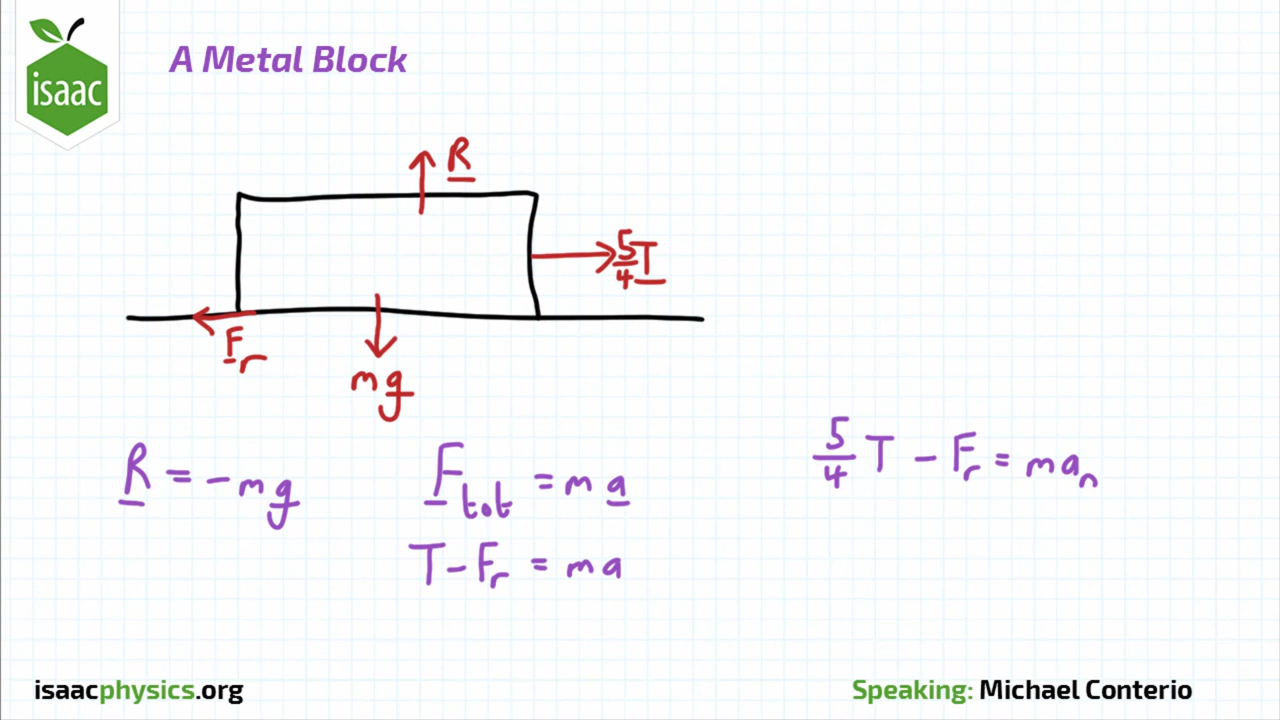 isaac
A Metal Block
R
5/4 T
F_r
mg
R = -mg
F_tot = ma
T - F_r = ma
5/4 T - F_r = ma_n
isaacphysics.org
Speaking: Michael Conterio